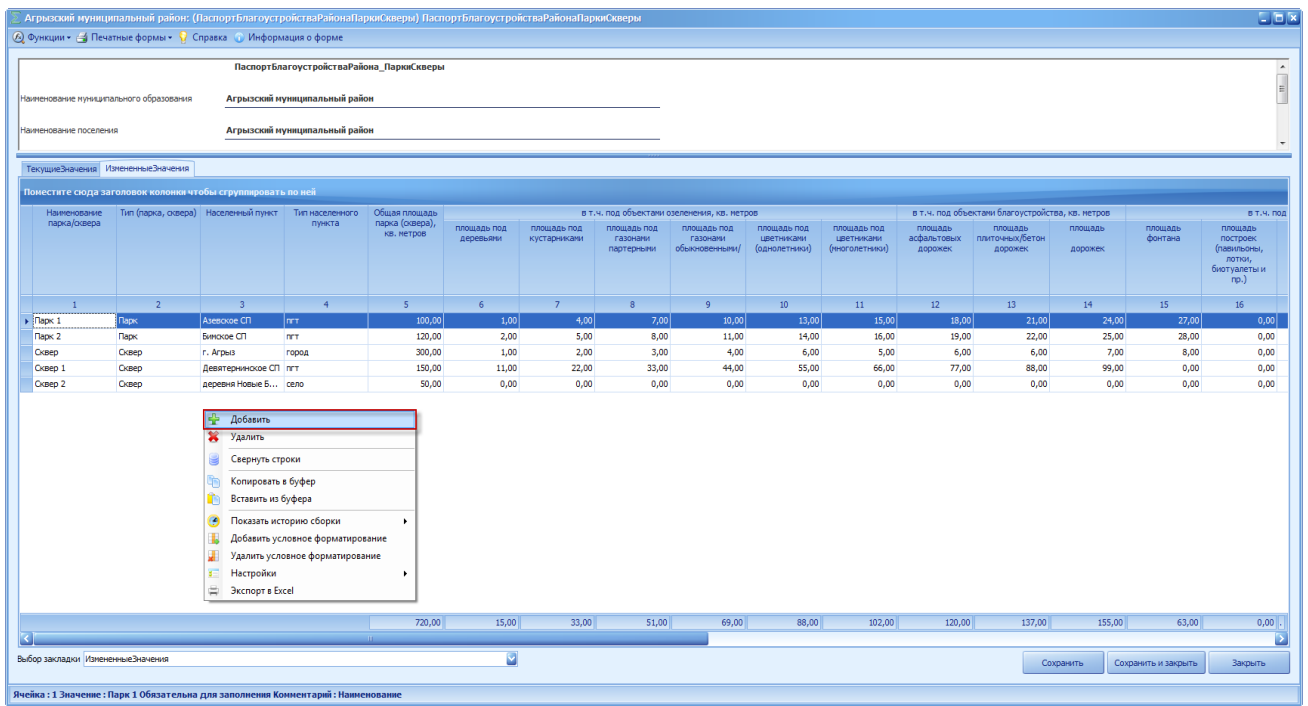 Агрызский муниципальный район: (ПаспортБлагоустройстваРайонаПаркиСкверы) ПаспортБлагоустройстваРайонаПаркиСкверы
Функции Печатные формы Справка Информация о форме
ПаспортБлагоустройстваРайона_ПаркиСкверы
Наименование муниципального образования Агрызский муниципальный район
Наименование поселения Агрызский муниципальный район
ТекущиеЗначения ИзмененныеЗначения
Поместите сюда заголовок колонки чтобы сгруппировать по ней
Наименование парка/сквера Тип (парка, сквера) Населенный пункт Тип населенного пункта Общая площадь парка (сквера), кв. метров
в т.ч. под объектами озеленения, кв. метров в т.ч. под объектами благоустройства, кв. метров в т.ч. под
площадь под деревьями площадь под кустарниками площадь под газонами партерными площадь под газонами обыкновенными/ площадь под цветниками (однолетники) площадь под цветниками (многолетники) площадь асфальтовых дорожек площадь плиточных/бетон дорожек площадь дорожек площадь фонтана площадь построек (павильоны, лотки, биотуалеты и пр.)
1 2 3 4 5 6 7 8 9 10 11 12 13 14 15 16
Парк 1 Парк Азевское СП пгт 100,00 1,00 4,00 7,00 10,00 13,00 15,00 18,00 21,00 24,00 27,00 0,00
Парк 2 Парк Бимское СП пгт 120,00 2,00 5,00 8,00 11,00 14,00 16,00 19,00 22,00 25,00 28,00 0,00
Сквер Сквер г. Агрыз город 300,00 1,00 2,00 3,00 4,00 6,00 5,00 6,00 6,00 7,00 8,00 0,00
Сквер 1 Сквер Девятернинское СП пгт 150,00 11,00 22,00 33,00 44,00 55,00 66,00 77,00 88,00 99,00 0,00 0,00
Сквер 2 Сквер деревня Новые Б... село 50,00 0,00 0,00 0,00 0,00 0,00 0,00 0,00 0,00 0,00 0,00 0,00
Добавить
Удалить
Свернуть строки
Копировать в буфер
Вставить из буфера
Показать историю сборки
Добавить условное форматирование
Удалить условное форматирование
Настройки
Экспорт в Excel
720,00 15,00 33,00 51,00 69,00 88,00 102,00 120,00 137,00 155,00 63,00 0,00 .
Выбор закладки ИзмененныеЗначения Сохранить Сохранить и закрыть Закрыть
Ячейка : 1 Значение : Парк 1 Обязательна для заполнения Комментарий : Наименование